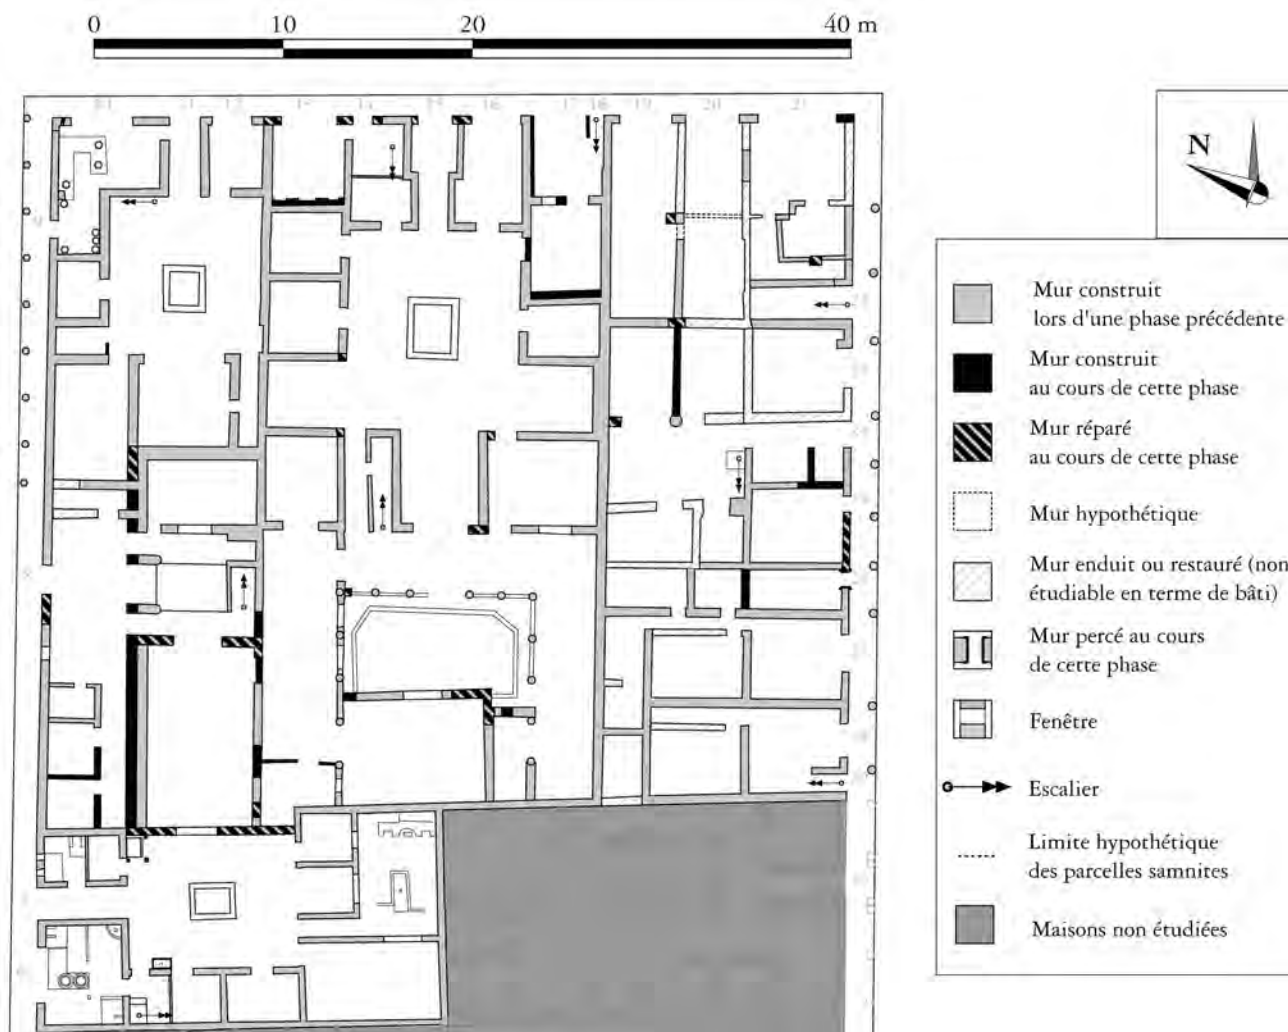 0 10 20 40 m
N
Mur construit
lors d'une phase précédente
Mur construit
au cours de cette phase
Mur réparé
au cours de cette phase
Mur hypothétique
Mur enduit ou restauré (non
étudiable en terme de bâti)
Mur percé au cours
de cette phase
Fenêtre
Escalier
Limite hypothétique
des parcelles samnites
Maisons non étudiées